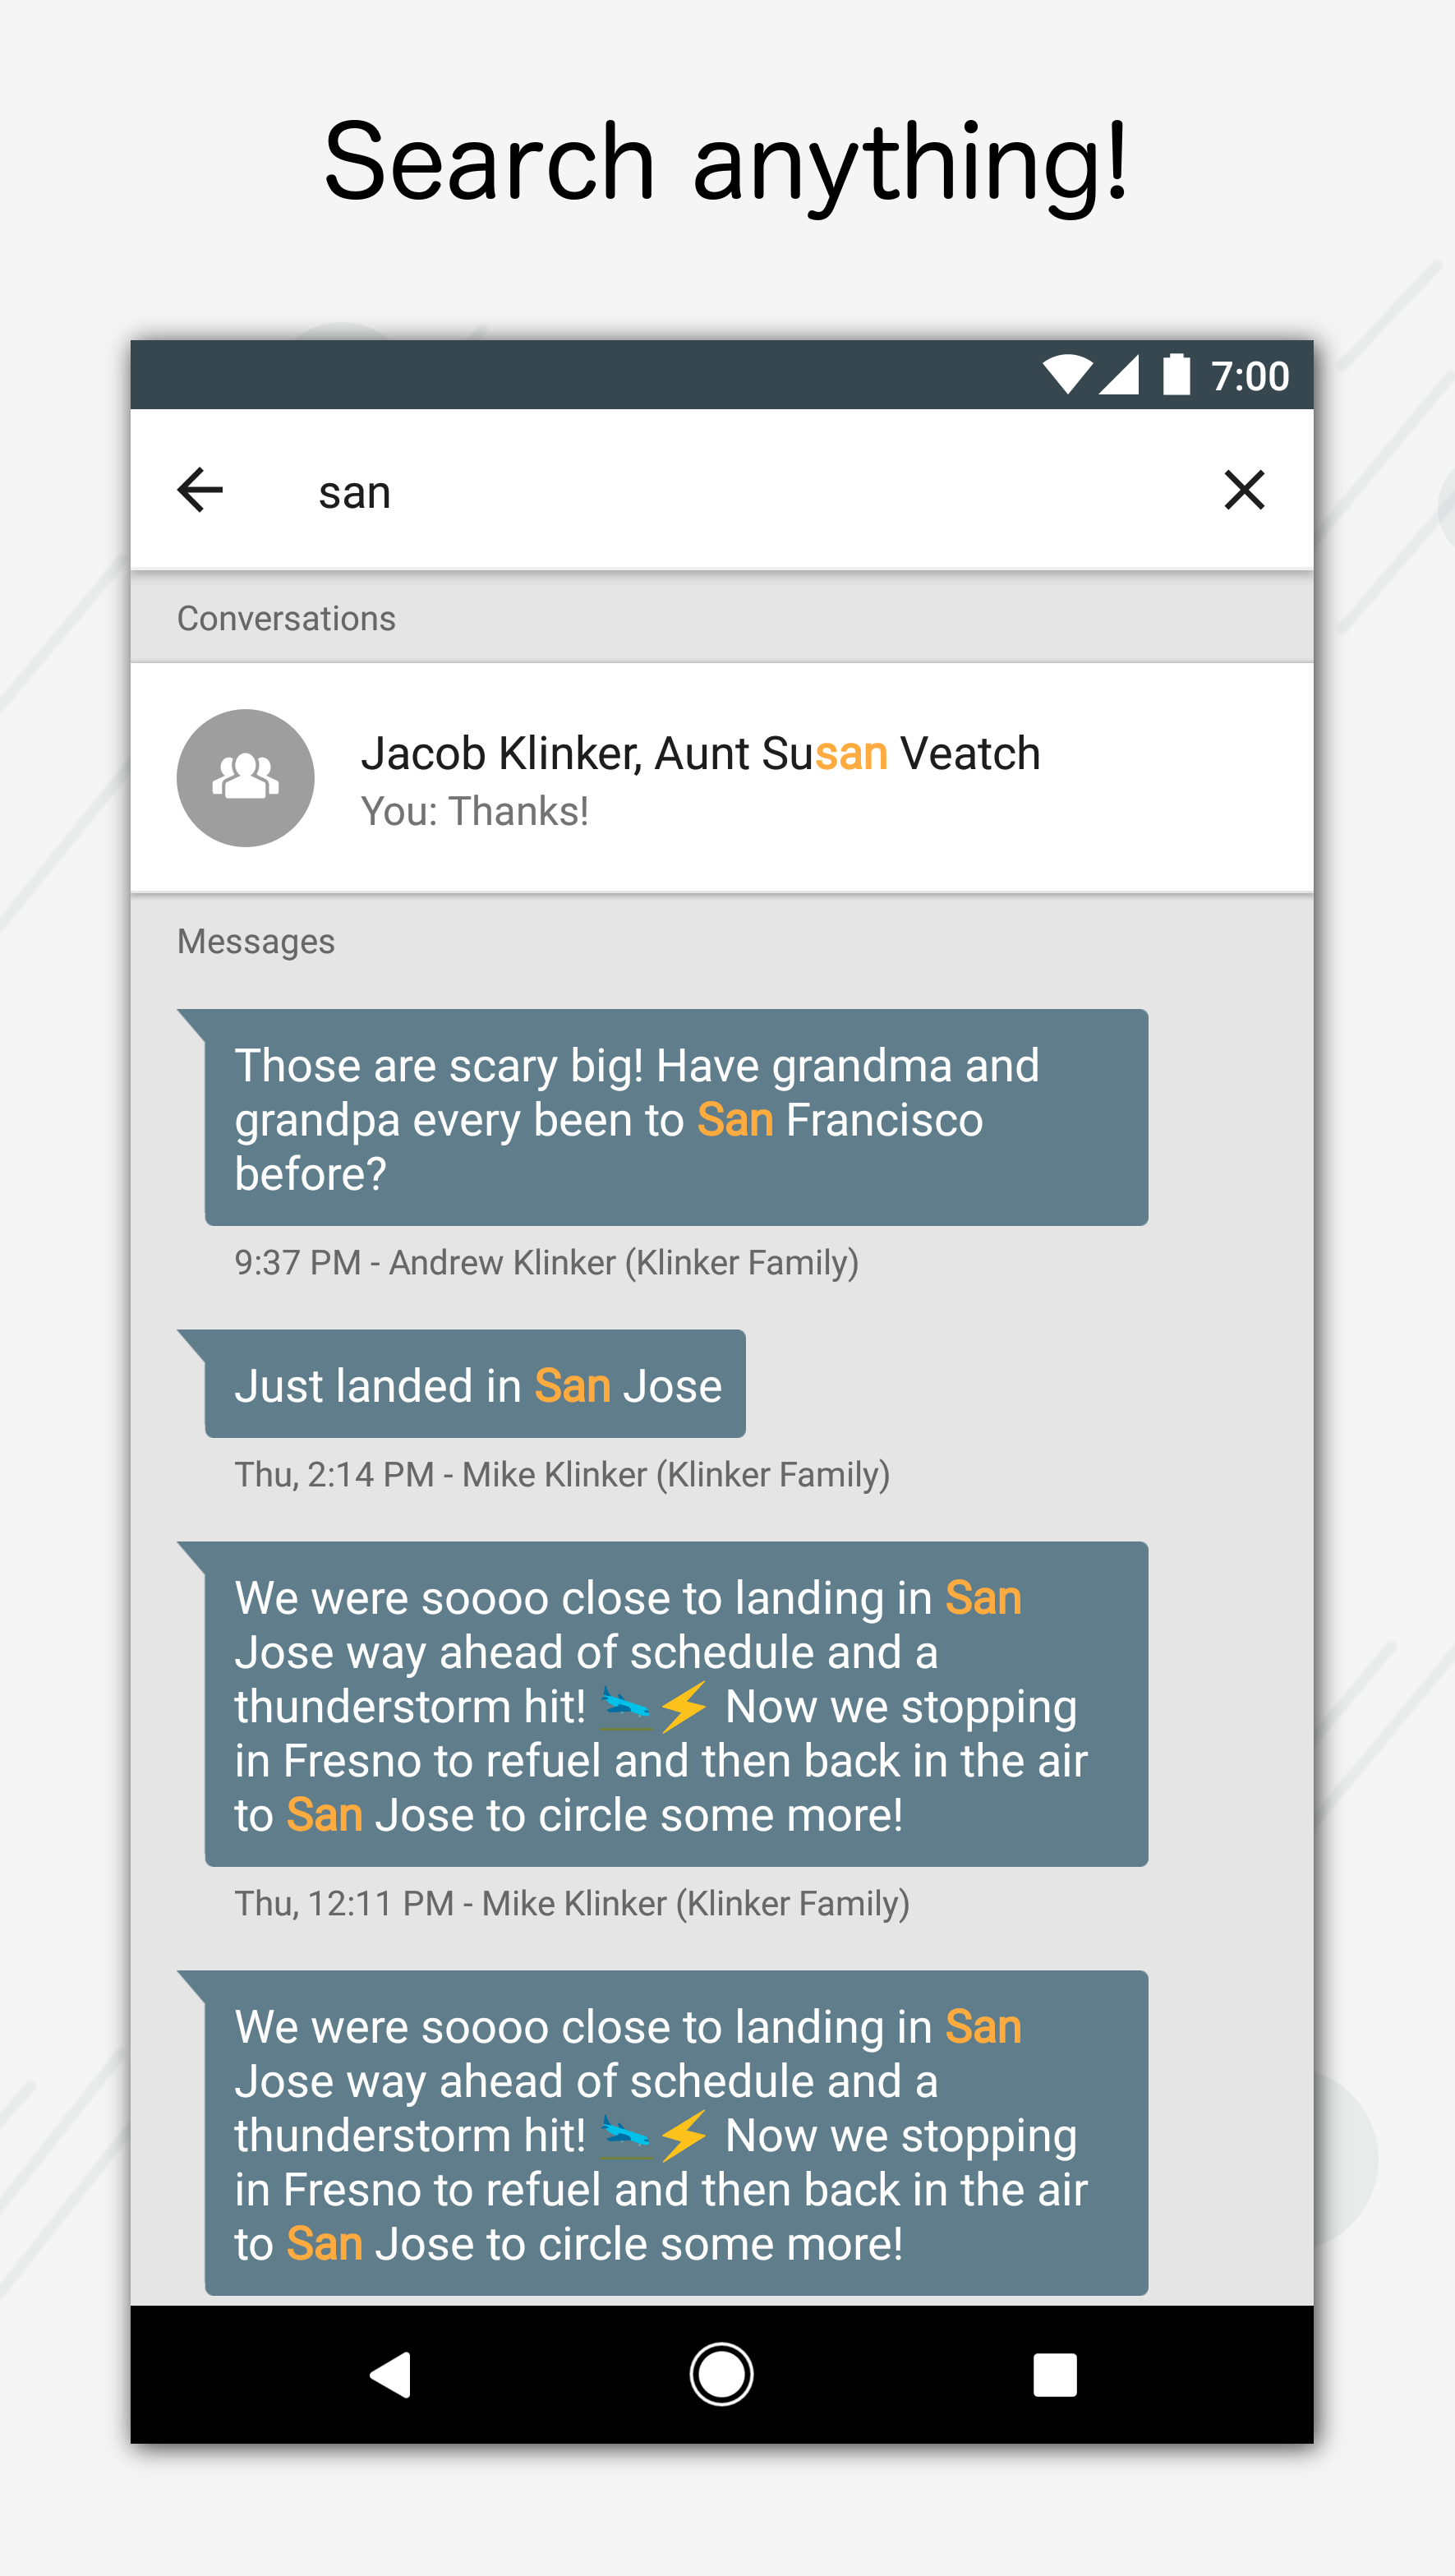 Search anything!
7:00
san
Conversations
Jacob Klinker, Aunt Susan Veatch
You: Thanks!
Messages
Those are scary big! Have grandma and
grandpa every been to San Francisco
before?
9:37 PM - Andrew Klinker (Klinker Family)
Just landed in San Jose
Thu, 2:14 PM - Mike Klinker (Klinker Family)
We were soooo close to landing in San
Jose way ahead of schedule and a
thunderstorm hit! 🛬⚡ Now we stopping
in Fresno to refuel and then back in the air
to San Jose to circle some more!
Thu, 12:11 PM - Mike Klinker (Klinker Family)
We were soooo close to landing in San
Jose way ahead of schedule and a
thunderstorm hit! 🛬⚡ Now we stopping
in Fresno to refuel and then back in the air
to San Jose to circle some more!